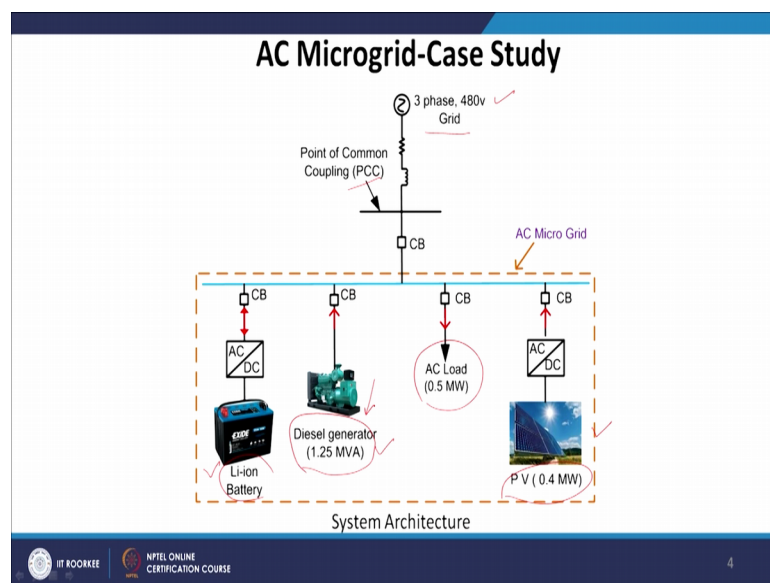 AC Microgrid-Case Study
3 phase, 480v
Grid
Point of Common
Coupling (PCC)
CB
AC Micro Grid
CB
CB
CB
CB
AC
DC
AC
DC
AC Load
(0.5 MW)
EXIDE
Diesel generator
(1.25 MVA)
Li-ion
Battery
P V ( 0.4 MW)
System Architecture
IIT ROORKEE
NPTEL ONLINE
CERTIFICATION COURSE
4